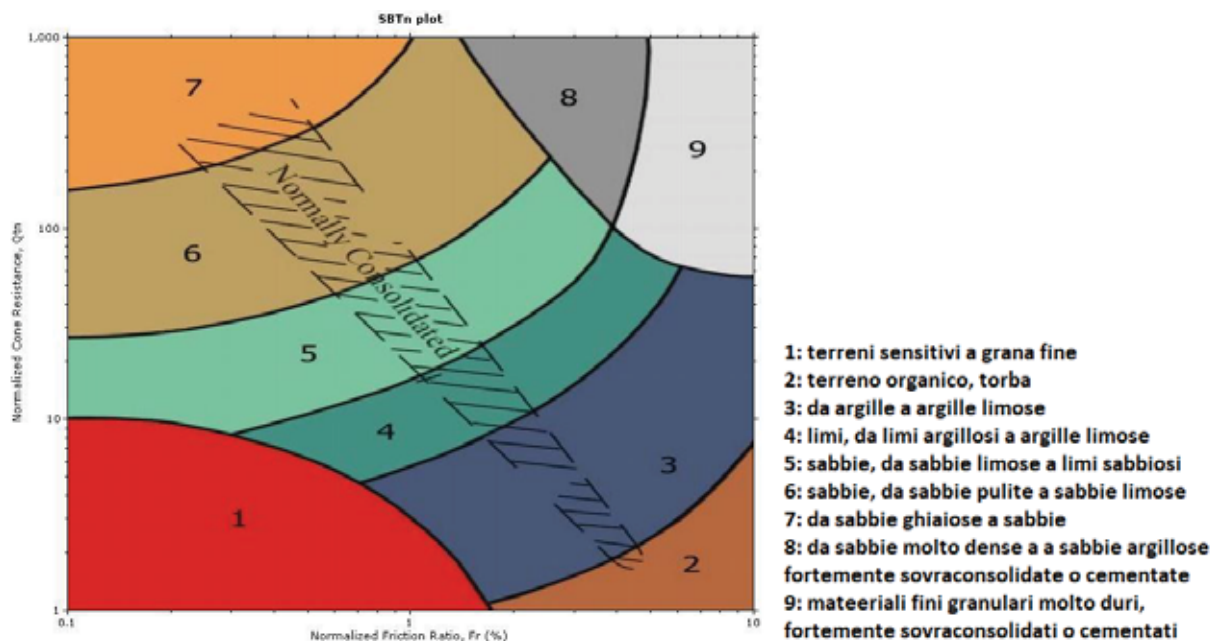 SBTn plot
1,000
7
8
9
Normally Consolidated
100
6
5
10
4
3
1
2
1
0.1
1
10
Normalized Cone Resistance, Qtn
Normalized Friction Ratio, Fr (%)
1: terreni sensitivi a grana fine
2: terreno organico, torba
3: da argille a argille limose
4: limi, da limi argillosi a argille limose
5: sabbie, da sabbie limose a limi sabbiosi
6: sabbie, da sabbie pulite a sabbie limose
7: da sabbie ghiaiose a sabbie
8: da sabbie molto dense a a sabbie argillose
fortemente sovraconsolidate o cementate
9: mateeriali fini granulari molto duri,
fortemente sovraconsolidati o cementati